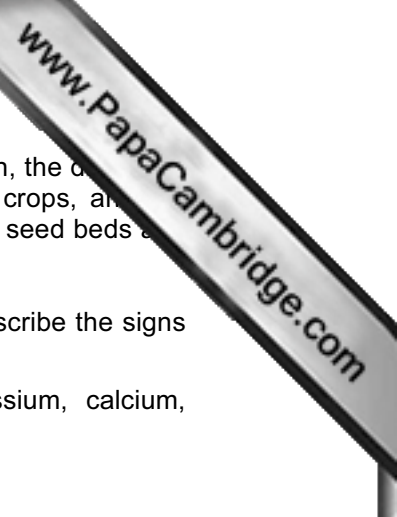 www.PapaCambridge.com
n, the
crops,
seed beds
scribe the signs
ssium, calcium,